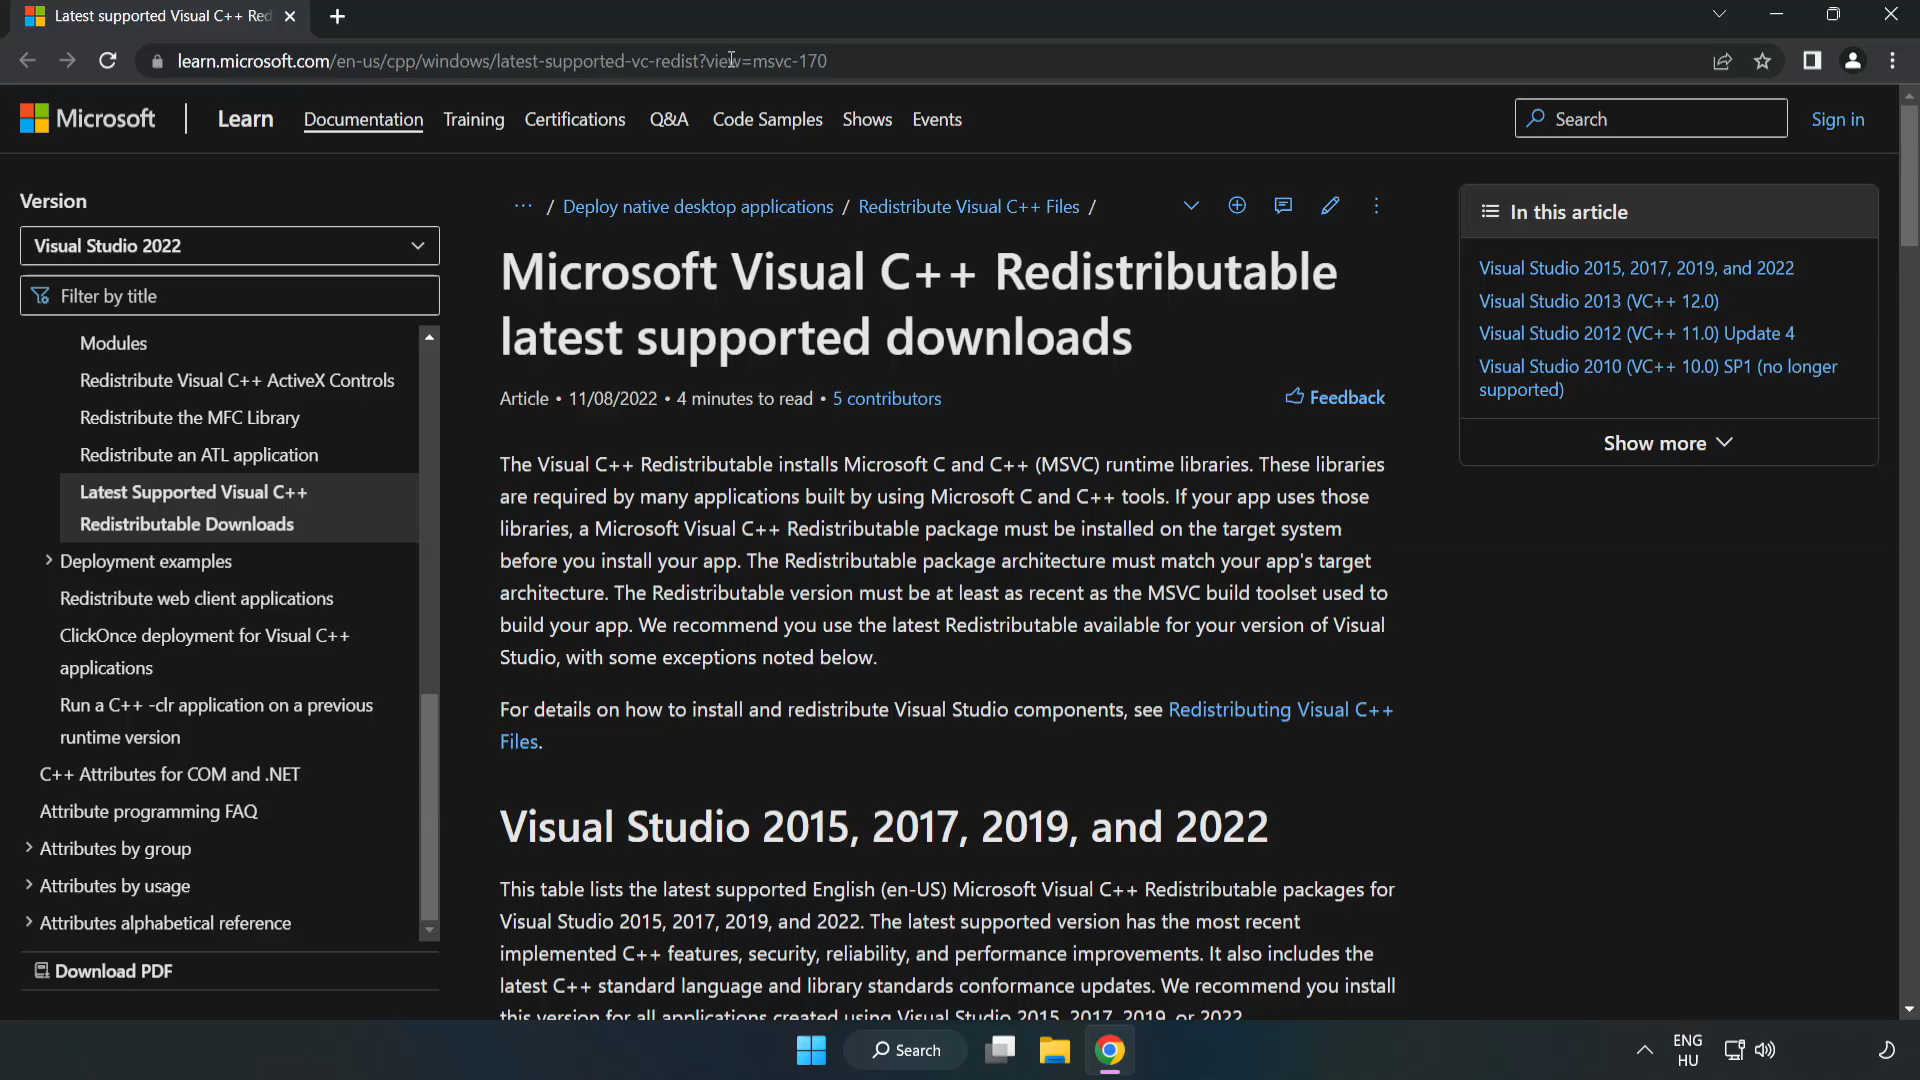 Latest supported Visual C++ Red
learn.microsoft.com/en-us/cpp/windows/latest-supported-vc-redist?view=msvc-170
Microsoft
Learn
Documentation
Training
Certifications
Q&A
Code Samples
Shows
Events
Search
Sign in
Version
Visual Studio 2022
Filter by title
Modules
Redistribute Visual C++ ActiveX Controls
Redistribute the MFC Library
Redistribute an ATL application
Latest Supported Visual C++
Redistributable Downloads
Deployment examples
Redistribute web client applications
ClickOnce deployment for Visual C++
applications
Run a C++ -clr application on a previous
runtime version
C++ Attributes for COM and .NET
Attribute programming FAQ
Attributes by group
Attributes by usage
Attributes alphabetical reference
Download PDF
··· / Deploy native desktop applications / Redistribute Visual C++ Files /
Microsoft Visual C++ Redistributable
latest supported downloads
Article • 11/08/2022 • 4 minutes to read • 5 contributors
Feedback
The Visual C++ Redistributable installs Microsoft C and C++ (MSVC) runtime libraries. These libraries
are required by many applications built by using Microsoft C and C++ tools. If your app uses those
libraries, a Microsoft Visual C++ Redistributable package must be installed on the target system
before you install your app. The Redistributable package architecture must match your app's target
architecture. The Redistributable version must be at least as recent as the MSVC build toolset used to
build your app. We recommend you use the latest Redistributable available for your version of Visual
Studio, with some exceptions noted below.
For details on how to install and redistribute Visual Studio components, see Redistributing Visual C++
Files.
Visual Studio 2015, 2017, 2019, and 2022
This table lists the latest supported English (en-US) Microsoft Visual C++ Redistributable packages for
Visual Studio 2015, 2017, 2019, and 2022. The latest supported version has the most recent
implemented C++ features, security, reliability, and performance improvements. It also includes the
latest C++ standard language and library standards conformance updates. We recommend you install
this version for all applications created using Visual Studio 2015, 2017, 2019, or 2022.
In this article
Visual Studio 2015, 2017, 2019, and 2022
Visual Studio 2013 (VC++ 12.0)
Visual Studio 2012 (VC++ 11.0) Update 4
Visual Studio 2010 (VC++ 10.0) SP1 (no longer
supported)
Show more
Search
ENG
HU